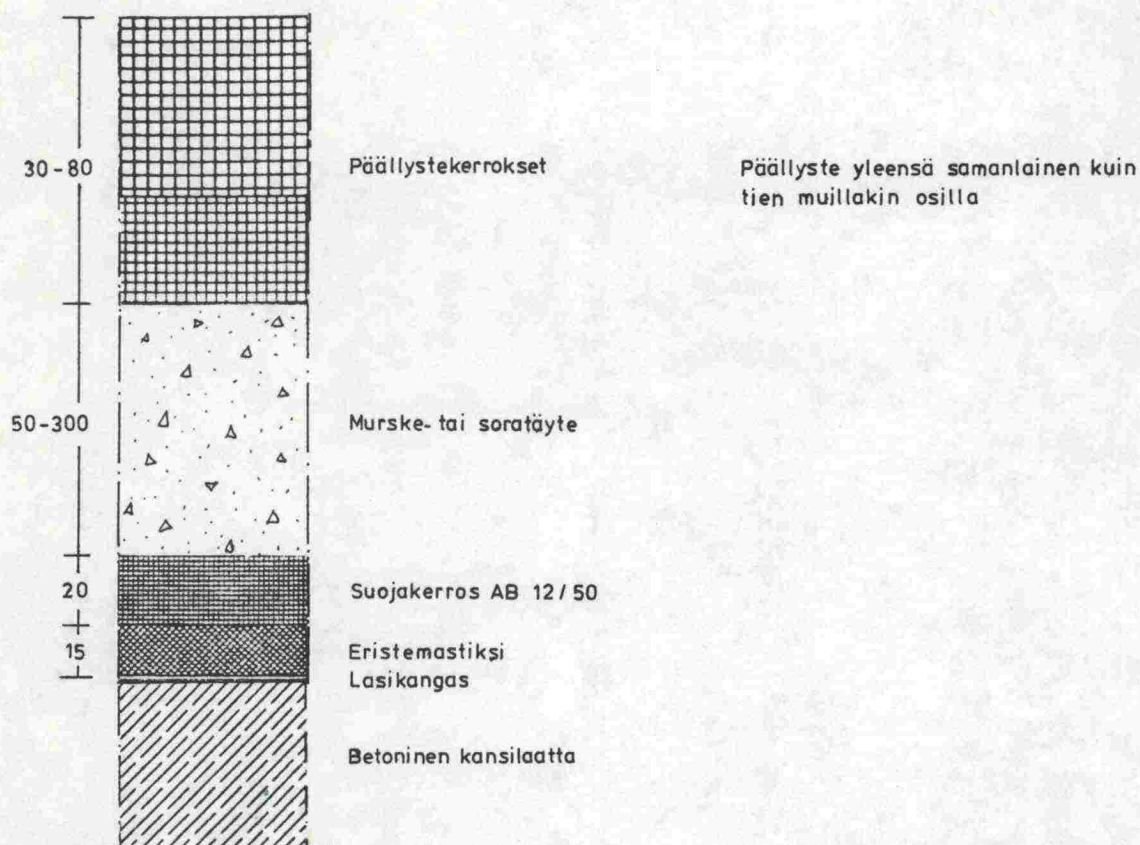 30-80
Päällystekerrokset
Päällyste yleensä samanlainen kuin
tien muillakin osilla
50-300
Murske- tai soratäyte
20
Suojakerros AB 12/50
15
Eristemastiksi
Lasikangas
Betoninen kansilaatta